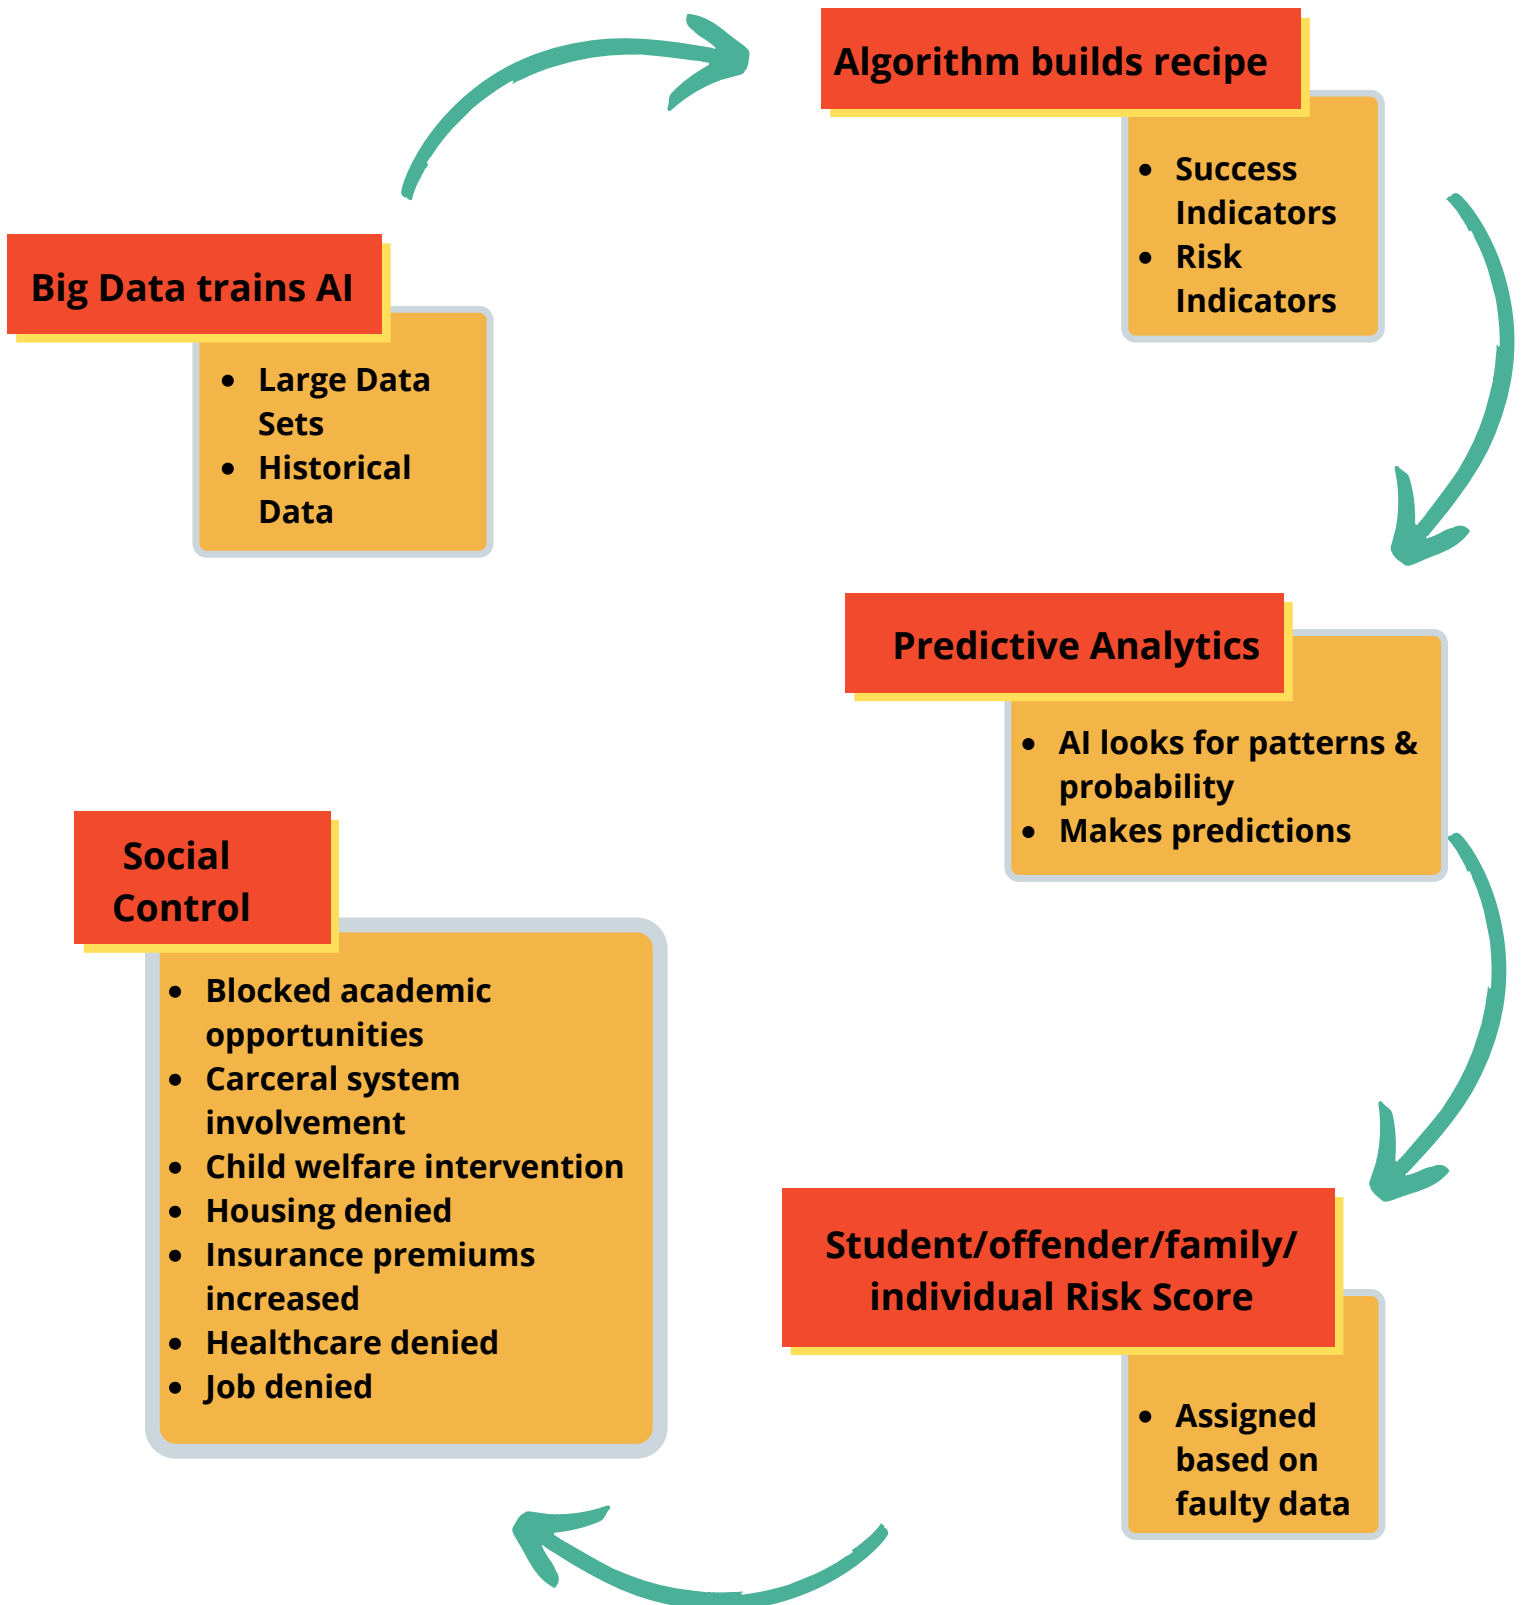 Big Data trains AI
• Large Data
Sets
• Historical
Data
Algorithm builds recipe
• Success
Indicators
• Risk
Indicators
Predictive Analytics
• AI looks for patterns &
probability
• Makes predictions
Student/offender/family/
individual Risk Score
• Assigned
based on
faulty data
Social
Control
• Blocked academic
opportunities
• Carceral system
involvement
• Child welfare intervention
• Housing denied
• Insurance premiums
increased
• Healthcare denied
• Job denied